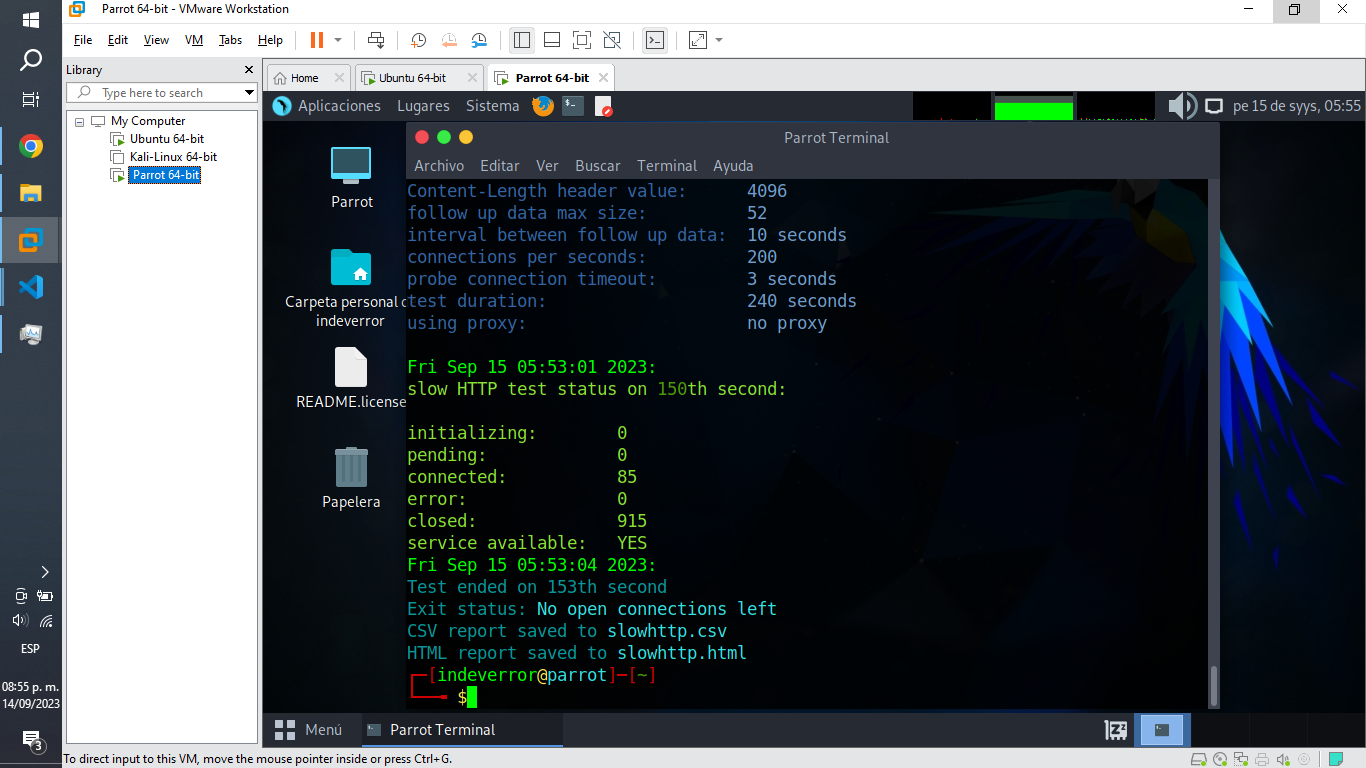 Parrot 64-bit - VMware Workstation
File Edit View VM Tabs Help
Library
Type here to search
My Computer
Ubuntu 64-bit
Kali-Linux 64-bit
Parrot 64-bit
Home
Ubuntu 64-bit
Parrot 64-bit
Aplicaciones Lugares Sistema
pe 15 de syys, 05:55
Parrot
Carpeta personal d
indeverror
README.license
Papelera
Parrot Terminal
Archivo Editar Ver Buscar Terminal Ayuda
Content-Length header value: 4096
follow up data max size: 52
interval between follow up data: 10 seconds
connections per seconds: 200
probe connection timeout: 3 seconds
test duration: 240 seconds
using proxy: no proxy
Fri Sep 15 05:53:01 2023:
slow HTTP test status on 150th second:
initializing: 0
pending: 0
connected: 85
error: 0
closed: 915
service available: YES
Fri Sep 15 05:53:04 2023:
Test ended on 153th second
Exit status: No open connections left
CSV report saved to slowhttp.csv
HTML report saved to slowhttp.html
┌─[indeverror@parrot]─[~]
└──╼ $
Menú
Parrot Terminal
ESP
08:55 p. m.
14/09/2023
3
To direct input to this VM, move the mouse pointer inside or press Ctrl+G.